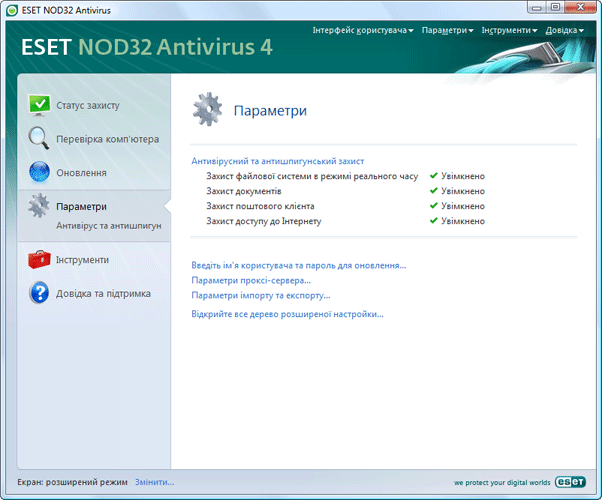 ESET NOD32 Antivirus
ESET NOD32 Antivirus 4
Інтерфейс користувача Параметри Інструменти Довідка
Статус захисту
Перевірка комп'ютера
Оновлення
Параметри
Антивірус та антишпигун
Інструменти
Довідка та підтримка
Параметри
Антивірусний та антишпигунський захист
Захист файлової системи в режимі реального часу Увімкнено
Захист документів Увімкнено
Захист поштового клієнта Увімкнено
Захист доступу до Інтернету Увімкнено
Введіть ім'я користувача та пароль для оновлення...
Параметри проксі-сервера...
Параметри імпорту та експорту...
Відкрийте все дерево розширеної настройки...
Екран: розширений режим Змінити...
we protect your digital worlds eset